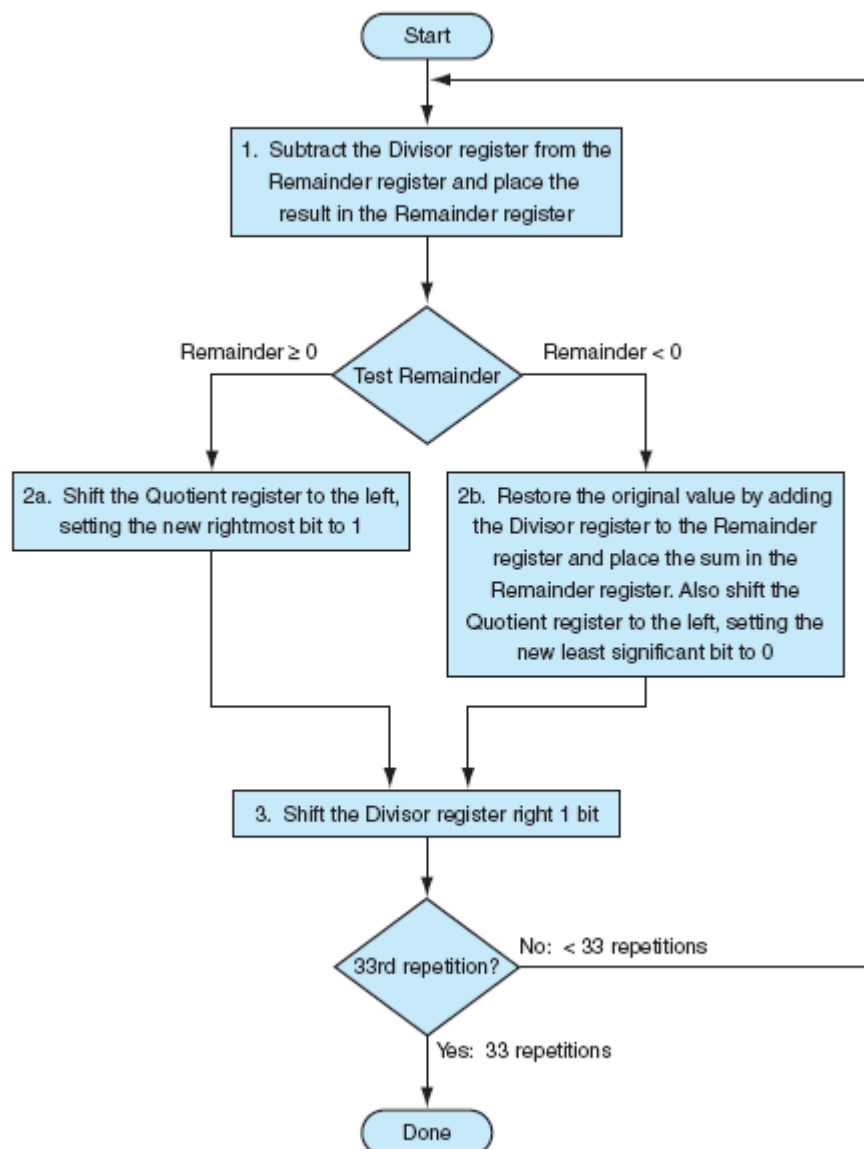 Start
1. Subtract the Divisor register from the
Remainder register and place the
result in the Remainder register
Remainder ≥ 0
Remainder < 0
Test Remainder
2a. Shift the Quotient register to the left,
setting the new rightmost bit to 1
2b. Restore the original value by adding
the Divisor register to the Remainder
register and place the sum in the
Remainder register. Also shift the
Quotient register to the left, setting the
new least significant bit to 0
3. Shift the Divisor register right 1 bit
33rd repetition?
No: < 33 repetitions
Yes: 33 repetitions
Done